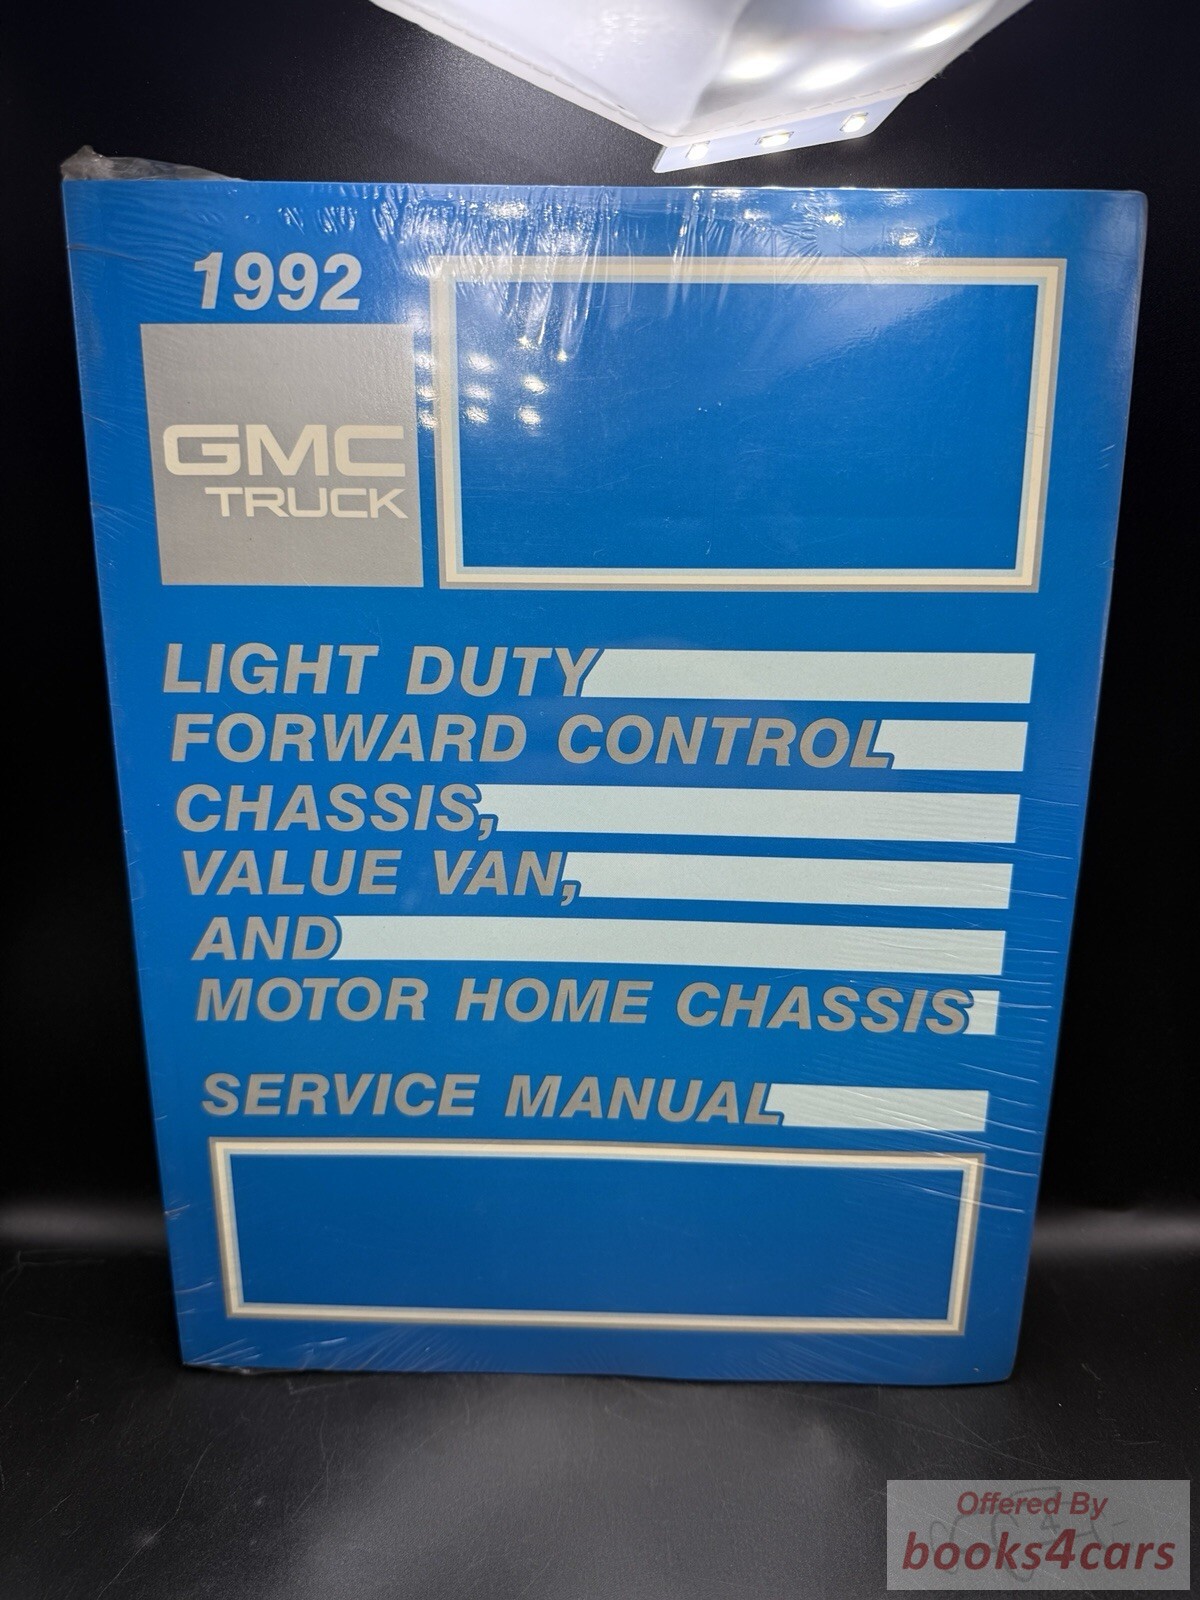 1992
GMC
TRUCK
LIGHT DUTY
FORWARD CONTROL
CHASSIS,
VALUE VAN,
AND
MOTOR HOME CHASSIS
SERVICE MANUAL
Offered By
books4cars